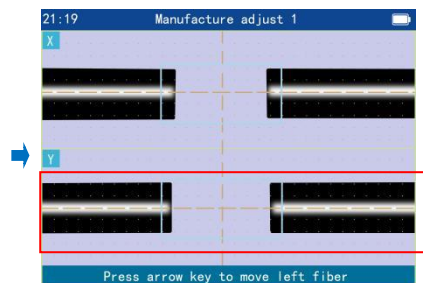 21:19 Manufacture adjust 1
X
Y
Press arrow key to move left fiber